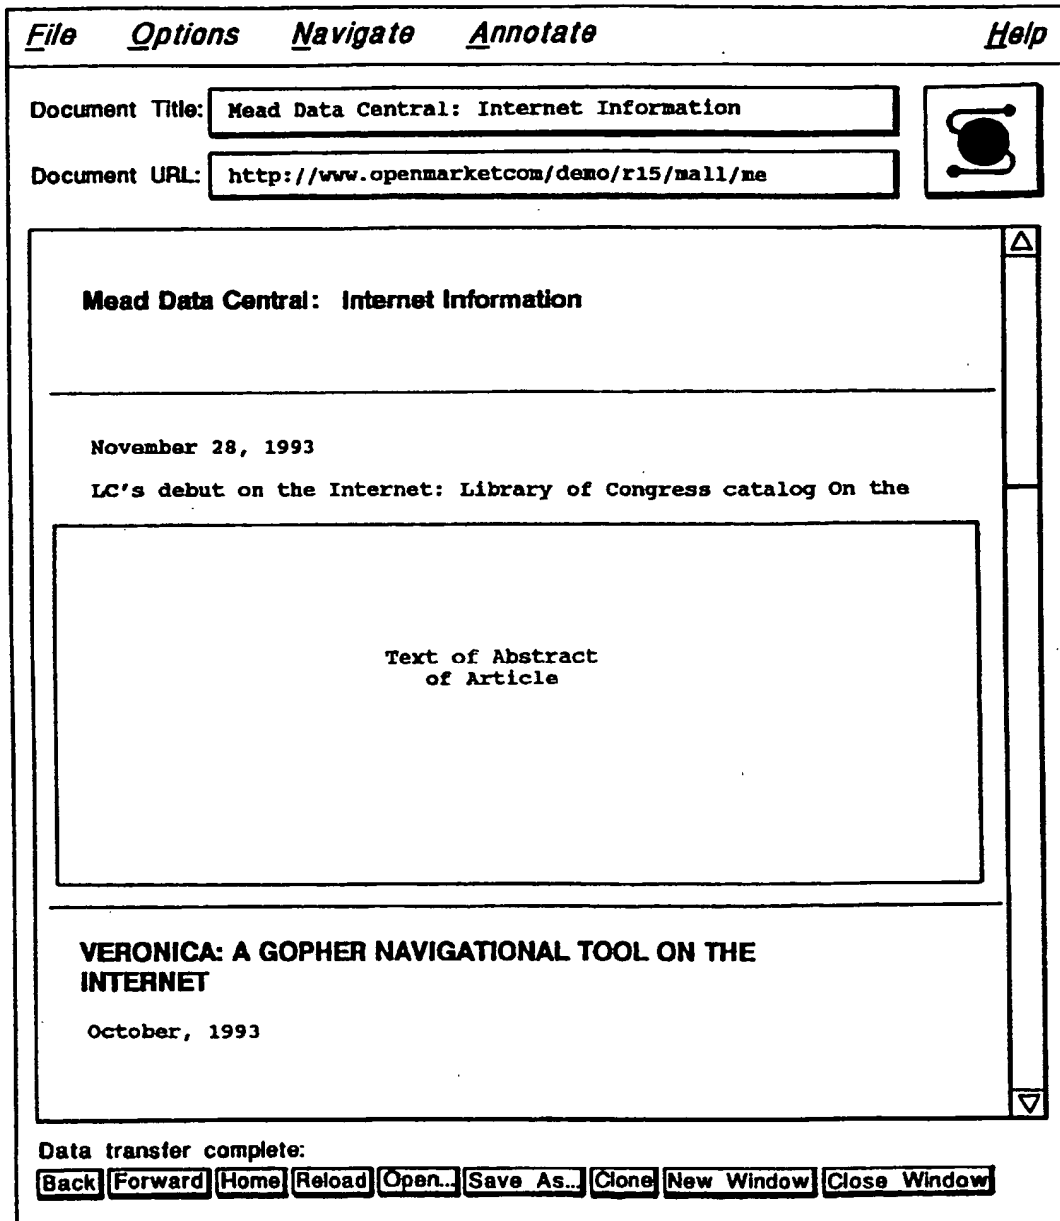 File Options Navigate Annotate Help
Document Title: Mead Data Central: Internet Information
Document URL: http://www.openmarketcom/demo/r15/mall/me
Mead Data Central: Internet Information
November 28, 1993
LC's debut on the Internet: Library of Congress catalog On the
Text of Abstract
of Article
VERONICA: A GOPHER NAVIGATIONAL TOOL ON THE
INTERNET
October, 1993
Data transfer complete:
Back Forward Home Reload Open... Save As... Clone New Window Close Window